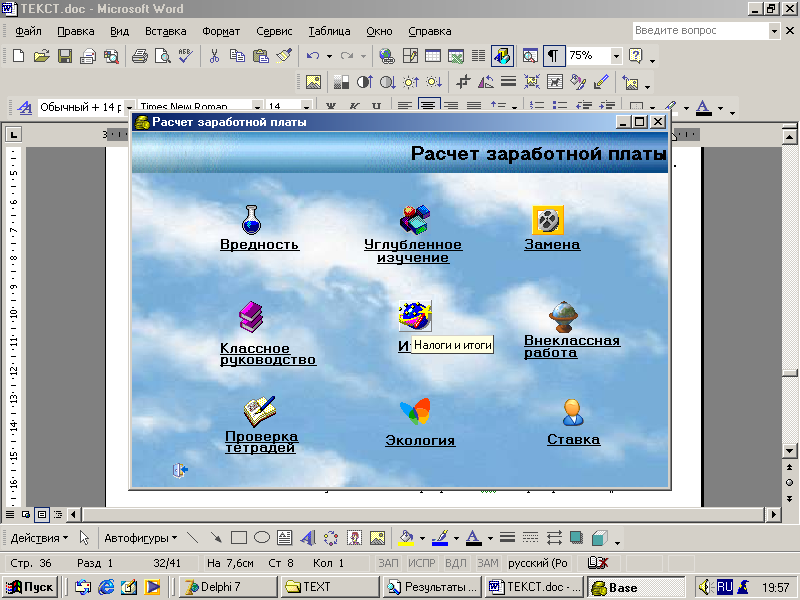 ТЕКСТ.doc - Microsoft Word
Файл Правка Вид Вставка Формат Сервис Таблица Окно Справка Введите вопрос
75%
Обычный + 14 Times New Roman 14 Ж К Ч
3
Расчет заработной платы
Расчет заработной платы
Вредность
Углубленное
изучение
Замена
Классное
руководство
Налоги и итоги
Внеклассная
работа
Проверка
тетрадей
Экология
Ставка
Действия Автофигуры
Стр. 36 Разд 1 32/41 На 7,6см Ст 8 Кол 1 ЗАП ИСПР ВДЛ ЗАМ русский (Ро
Пуск Delphi 7 TEXT Результаты ... ТЕКСТ.doc - ... Base RU 19:57